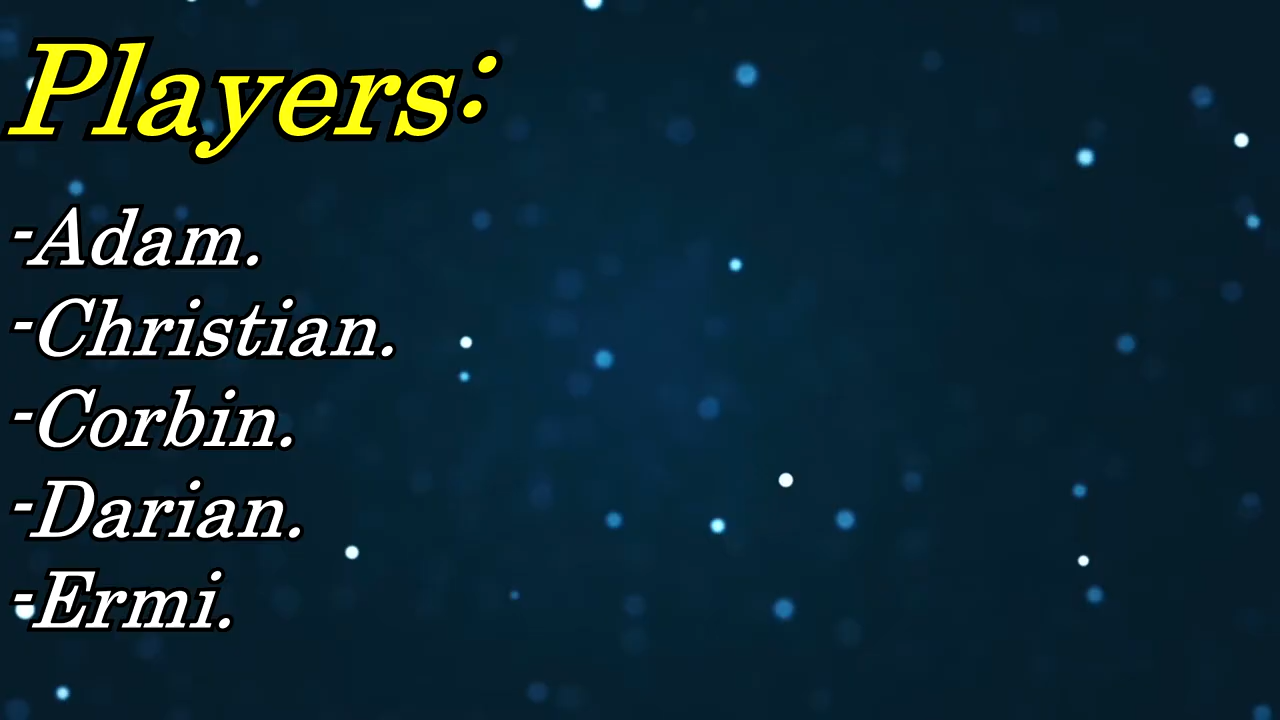 Players:
-Adam.
-Christian.
-Corbin.
-Darian.
-Ermi.